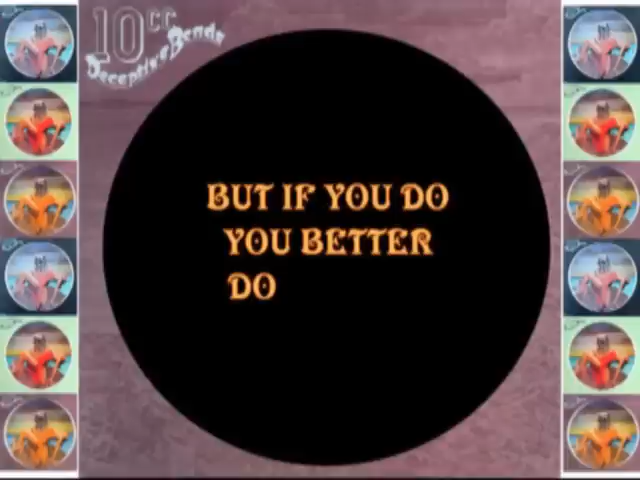 10cc
Deceptive Bends
BUT IF YOU DO
YOU BETTER
DO